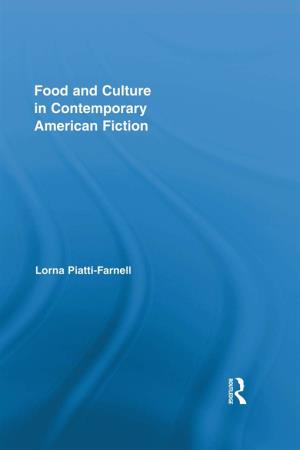 Food and Culture
in Contemporary
American Fiction
Lorna Piatti-Farnell
ROUTLEDGE